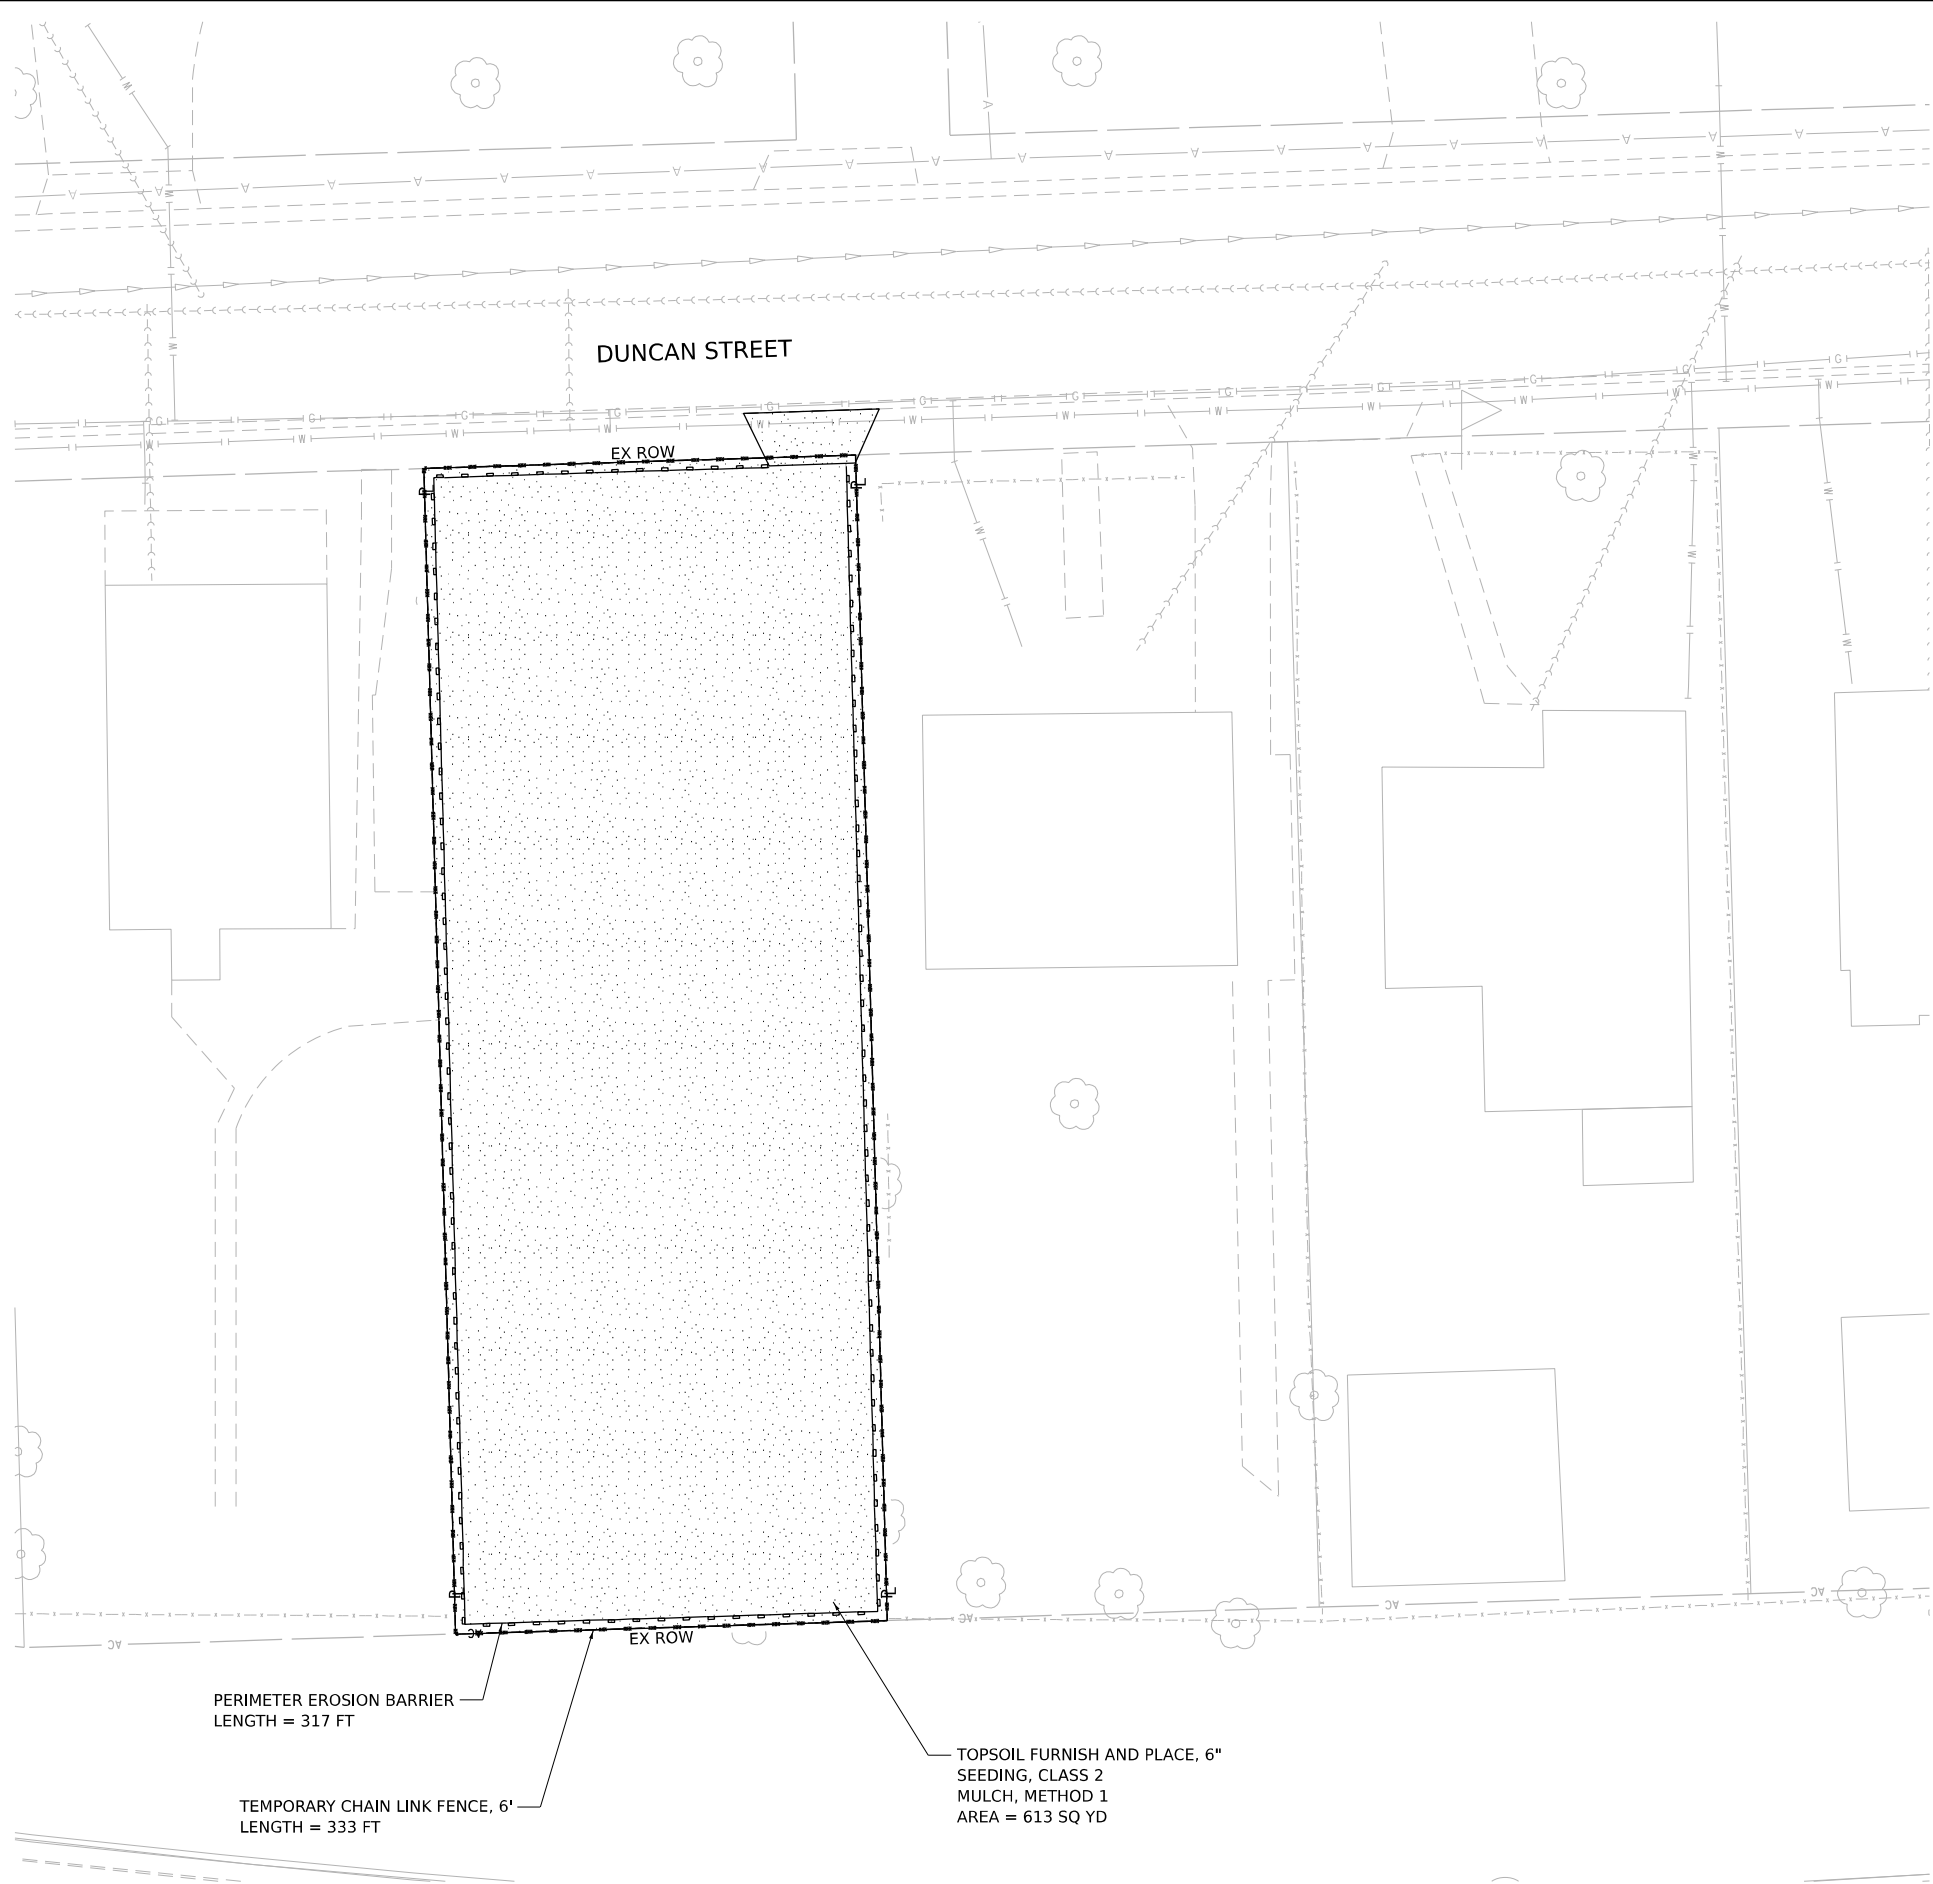 DUNCAN STREET
EX ROW
EX ROW
PERIMETER EROSION BARRIER
LENGTH = 317 FT
TEMPORARY CHAIN LINK FENCE, 6'
LENGTH = 333 FT
TOPSOIL FURNISH AND PLACE, 6"
SEEDING, CLASS 2
MULCH, METHOD 1
AREA = 613 SQ YD